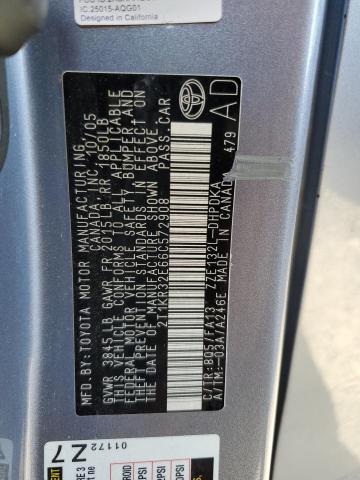 IC:25015-AQG01
Designed in California
MFD. BY: TOYOTA MOTOR MANUFACTURING
CANADA, INC. 10/05
GVWR 3845LB GAWR FR 2015LB RR 1850LB
THIS VEHICLE CONFORMS TO ALL APPLICABLE
FEDERAL MOTOR VEHICLE SAFETY, BUMPER, AND
THEFT PREVENTION STANDARDS IN EFFECT ON
THE DATE OF MANUFACTURE SHOWN ABOVE.
2T1KR32E66C572908 PASS.CAR
C/TR: 8Q5/FA43 ZZE132L-DHPDKA
A/TM: -03A/A246E MADE IN CANADA
479
AD
01172
Z7